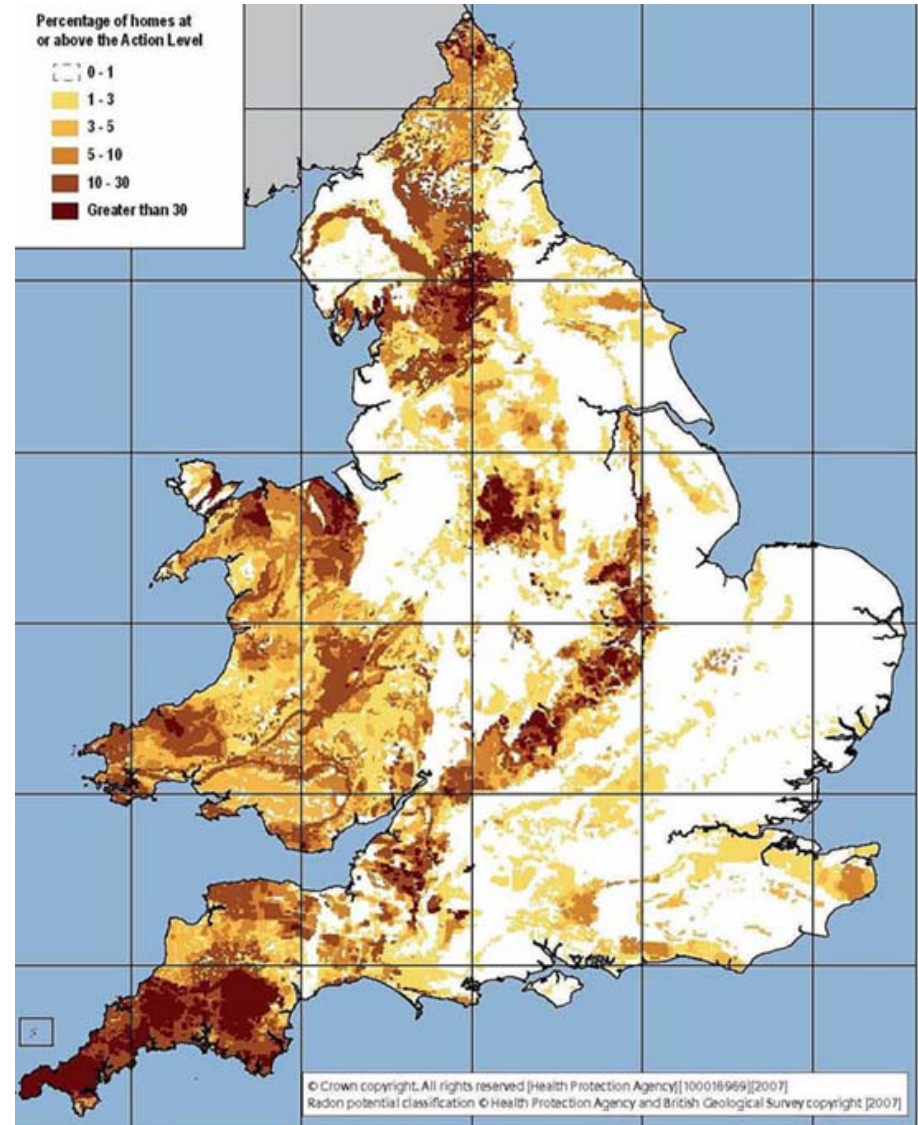 Percentage of homes at
or above the Action Level
0 - 1
1 - 3
3 - 5
5 - 10
10 - 30
Greater than 30
S
© Crown copyright. All rights reserved [Health Protection Agency][100016969][2007]
Radon potential classification © Health Protection Agency and British Geological Survey copyright [2007]